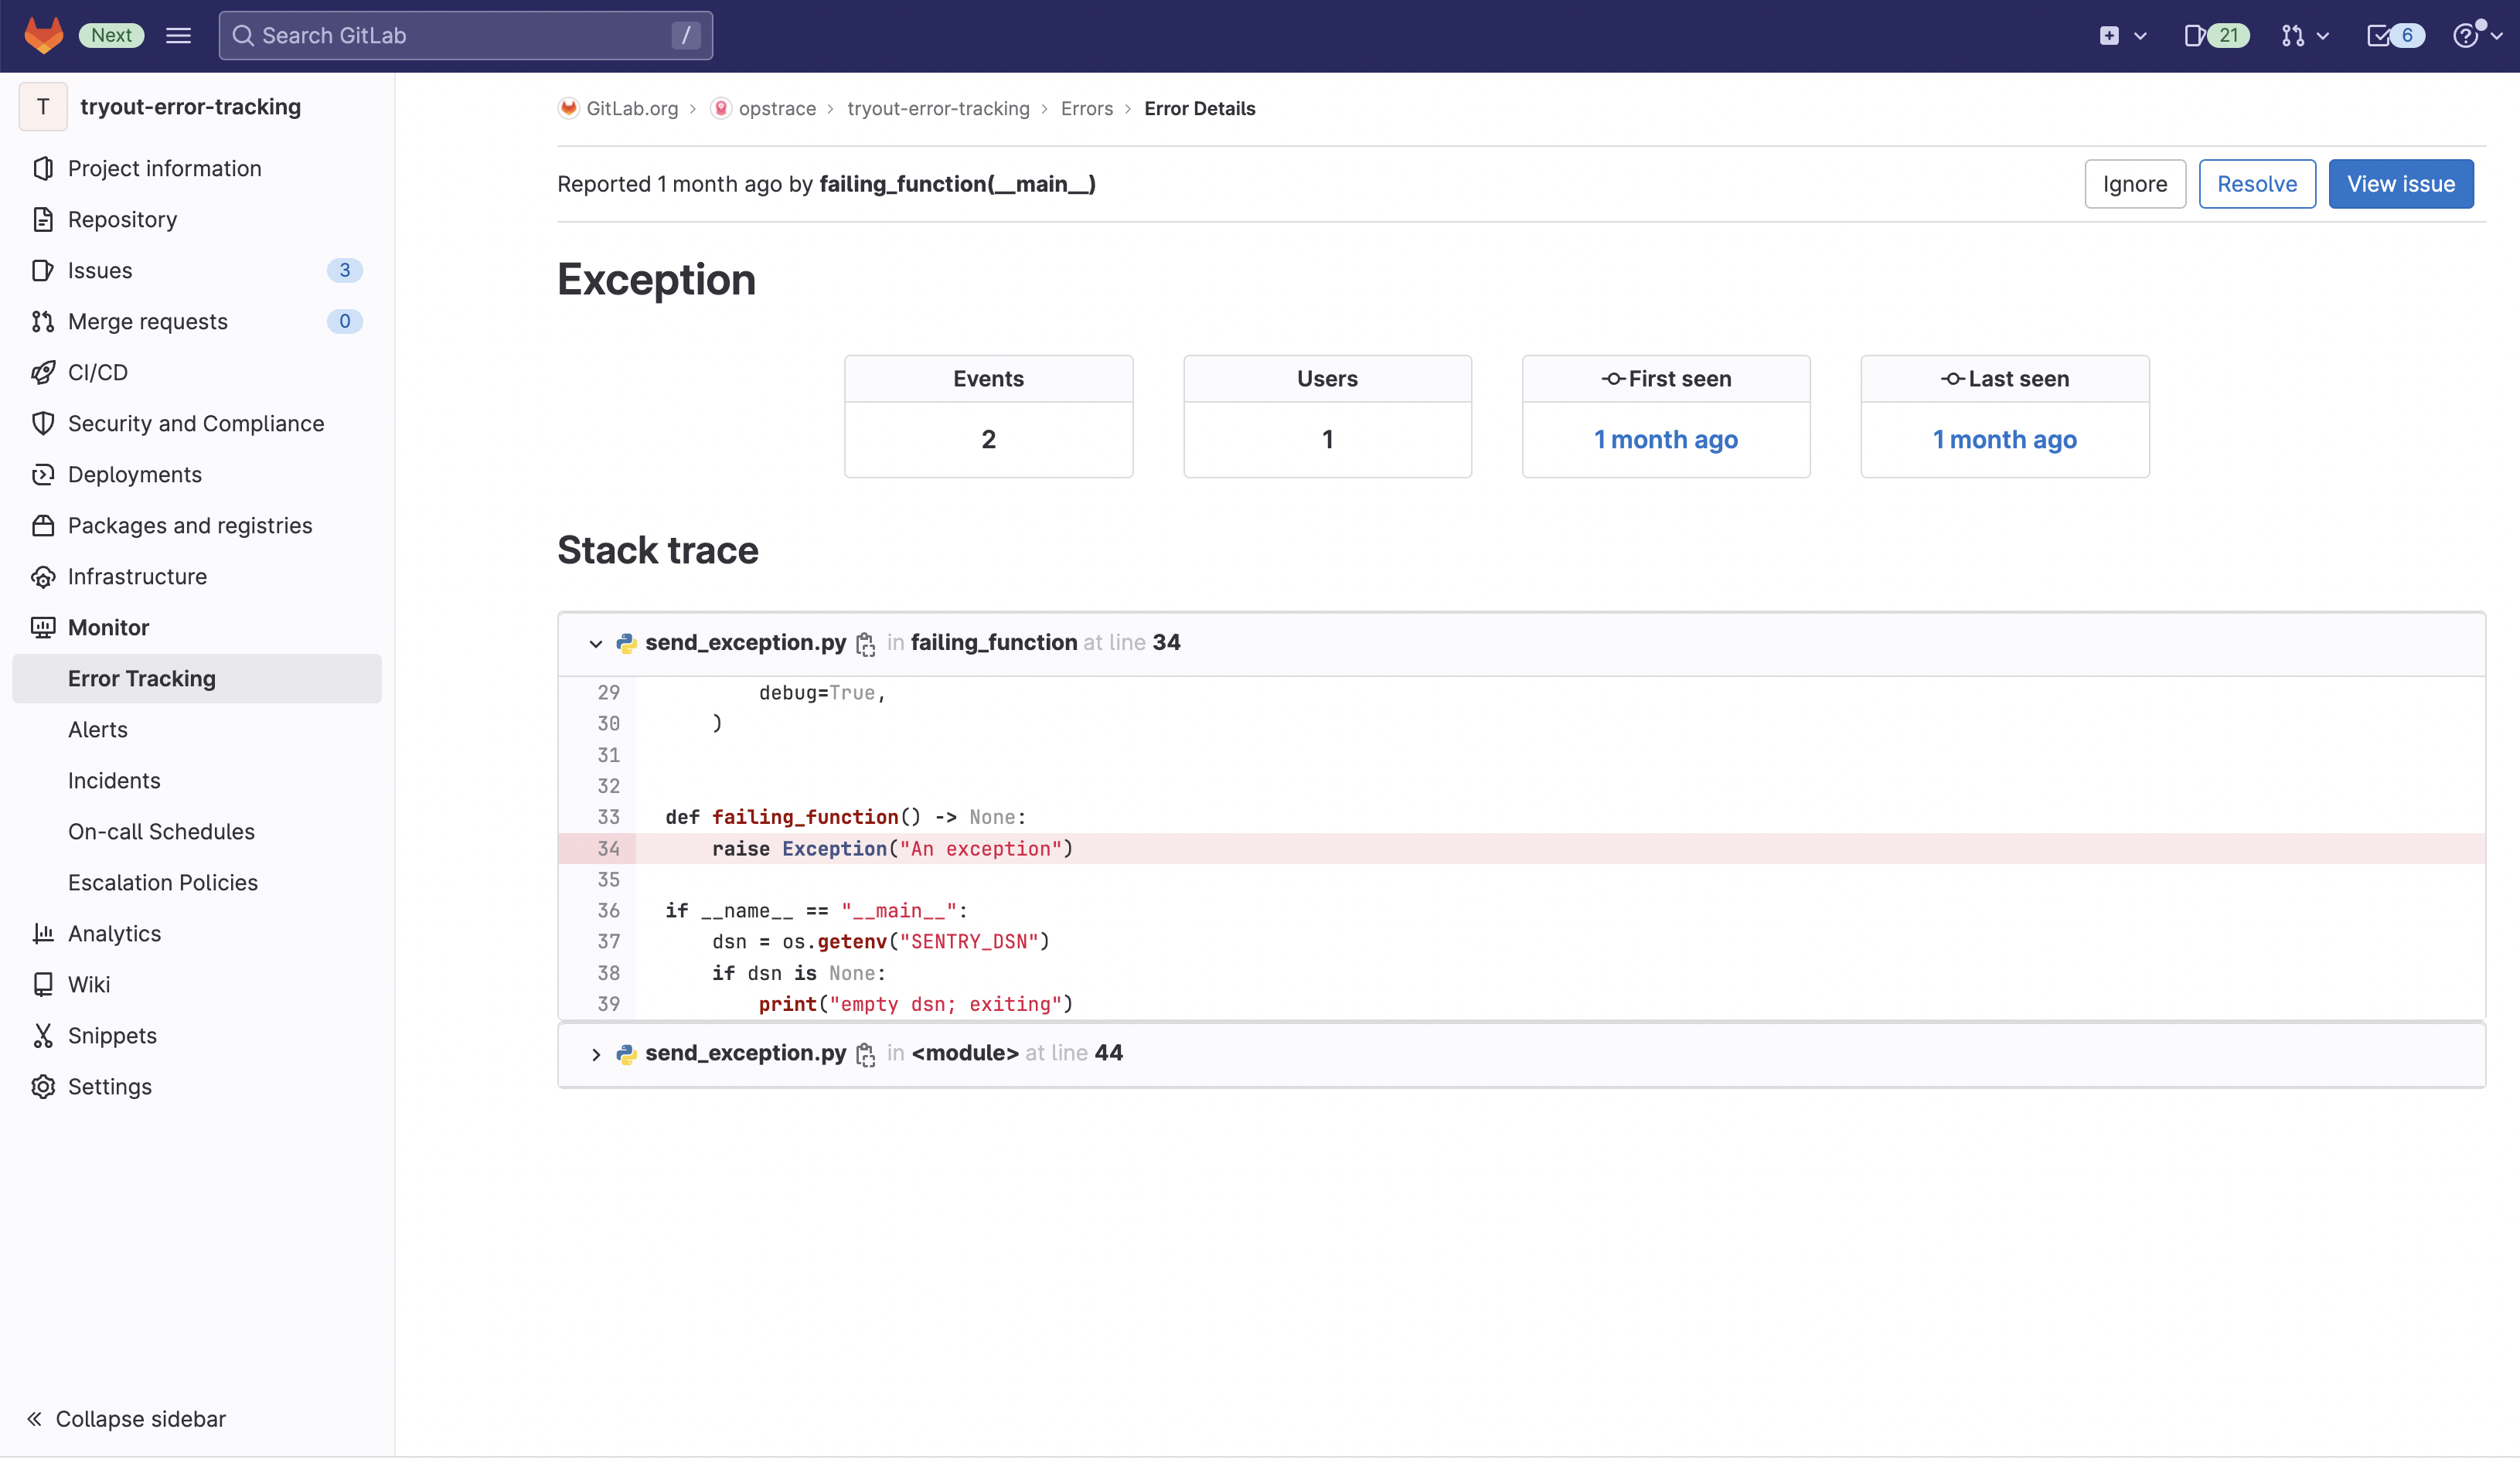 Next
Search GitLab /
21
6
T tryout-error-tracking
Project information
Repository
Issues 3
Merge requests 0
CI/CD
Security and Compliance
Deployments
Packages and registries
Infrastructure
Monitor
Error Tracking
Alerts
Incidents
On-call Schedules
Escalation Policies
Analytics
Wiki
Snippets
Settings
Collapse sidebar
GitLab.org › opstrace › tryout-error-tracking › Errors › Error Details
Reported 1 month ago by failing_function(__main__)
Ignore Resolve View issue
Exception
Events Users First seen Last seen
2 1 1 month ago 1 month ago
Stack trace
send_exception.py in failing_function at line 34
29         debug=True,
30     )
31
32
33 def failing_function() -> None:
34     raise Exception("An exception")
35
36 if __name__ == "__main__":
37     dsn = os.getenv("SENTRY_DSN")
38     if dsn is None:
39         print("empty dsn; exiting")
send_exception.py in <module> at line 44